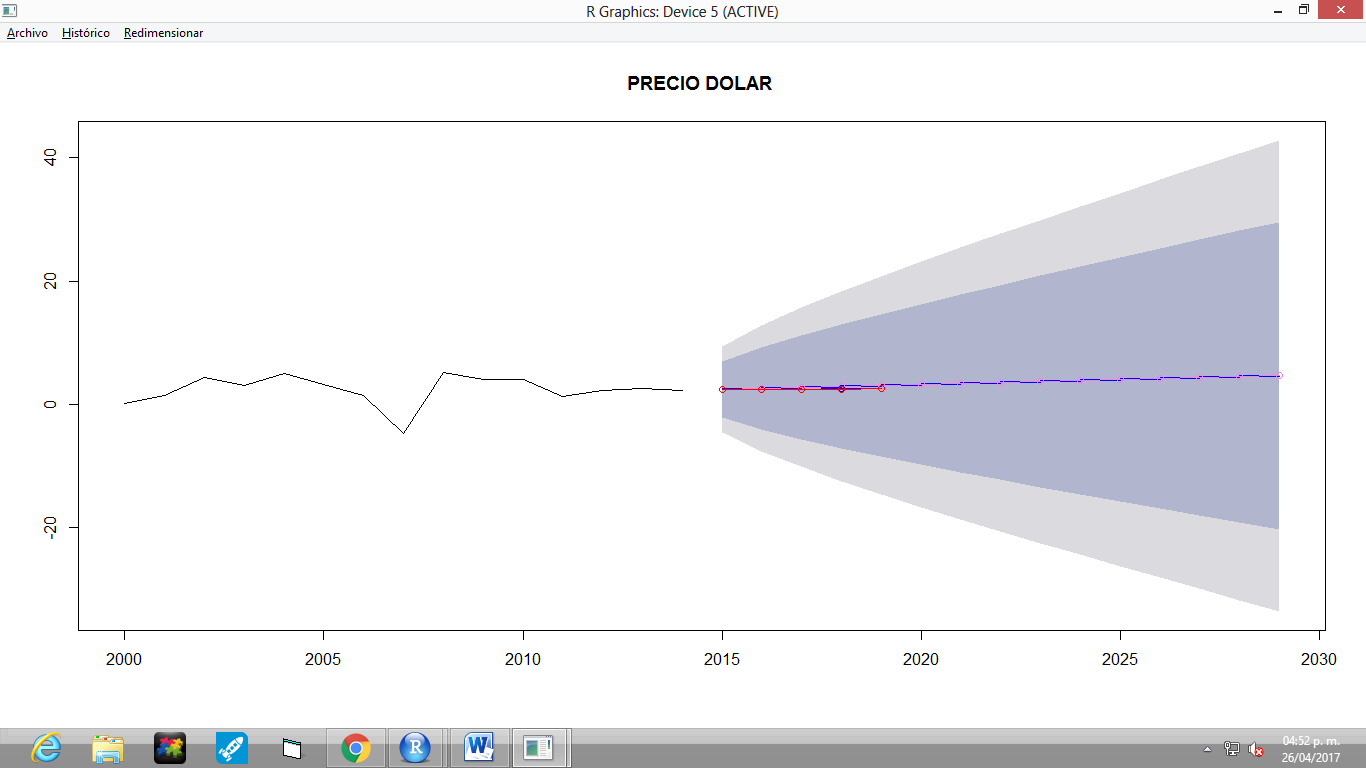 R Graphics: Device 5 (ACTIVE)
Archivo Histórico Redimensionar
PRECIO DOLAR
40
20
0
-20
2000 2005 2010 2015 2020 2025 2030
04:52 p. m.
26/04/2017